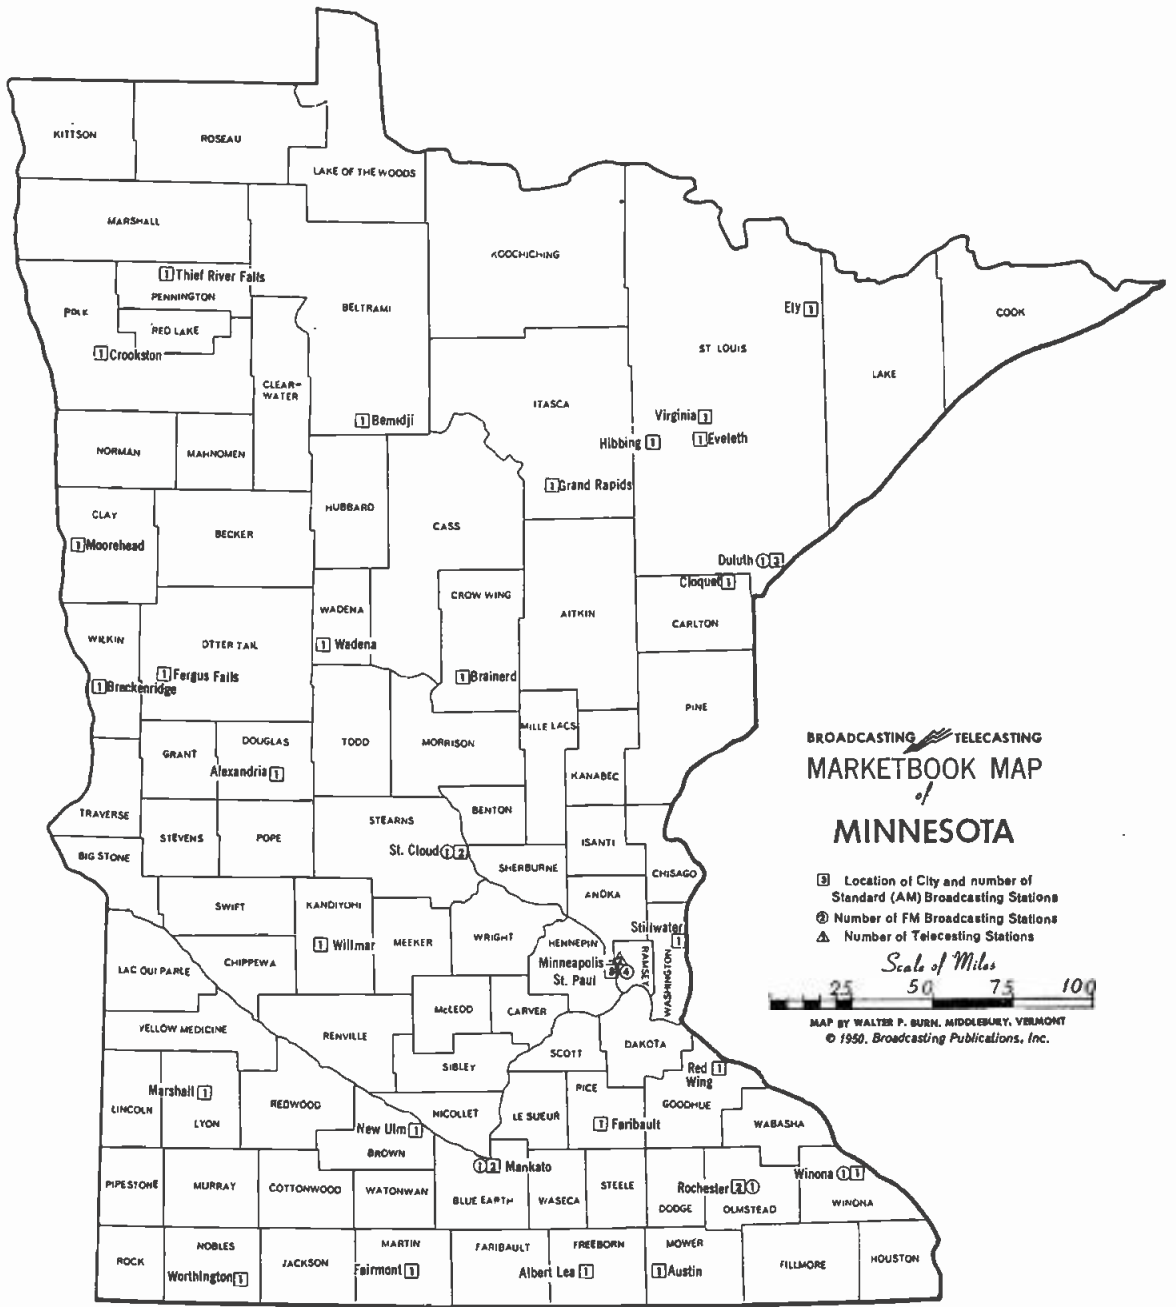 KITTSON
ROSEAU
LAKE OF THE WOODS
MARSHALL
KOOCHICHING
1 Thief River Falls
PENNINGTON
POLK
RED LAKE
1 Crookston
BELTRAMI
Ely 1
COOK
ST LOUIS
LAKE
CLEAR-
WATER
ITASCA
1 Bemidji
Virginia 1
Hibbing 1
1 Eveleth
NORMAN
MAHNOMEN
1 Grand Rapids
HUBBARD
CLAY
BECKER
CASS
1 Moorehead
Duluth 1 3
Cloquet 1
CROW WING
WADENA
AITKIN
CARLTON
WILKIN
OTTER TAIL
1 Wadena
1 Fergus Falls
1 Breckenridge
1 Brainerd
PINE
MILLE LACS
GRANT
DOUGLAS
TODD
MORRISON
Alexandria 1
KANABEC
BROADCASTING TELECASTING
MARKETBOOK MAP
of
MINNESOTA
TRAVERSE
STEVENS
POPE
STEARNS
BENTON
BIG STONE
St. Cloud 1 2
ISANTI
SHERBURNE
CHISAGO
3 Location of City and number of
Standard (AM) Broadcasting Stations
2 Number of FM Broadcasting Stations
Number of Telecasting Stations
Scale of Miles
25 50 75 100
MAP BY WALTER P. BURN, MIDDLEBURY, VERMONT
© 1950, Broadcasting Publications, Inc.
SWIFT
KANDIYOHI
ANOKA
1 Willmar
MEEKER
WRIGHT
HENNEPIN
Stillwater
1
Minneapolis
St. Paul
8 4
RAMSEY
WASHINGTON
LAC QUI PARLE
CHIPPEWA
McLEOD
CARVER
YELLOW MEDICINE
RENVILLE
SCOTT
DAKOTA
SIBLEY
Red 1
Wing
Marshall 1
LINCOLN
LYON
REDWOOD
NICOLLET
LE SUEUR
RICE
GOODHUE
WABASHA
New Ulm 1
1 Faribault
BROWN
1 2 Mankato
Winona 1 1
PIPESTONE
MURRAY
COTTONWOOD
WATONWAN
BLUE EARTH
WASECA
STEELE
DODGE
Rochester 2 1
OLMSTEAD
WINONA
ROCK
NOBLES
JACKSON
MARTIN
FARIBAULT
FREEBORN
MOWER
FILLMORE
HOUSTON
Worthington 1
Fairmont 1
Albert Lea 1
1 Austin